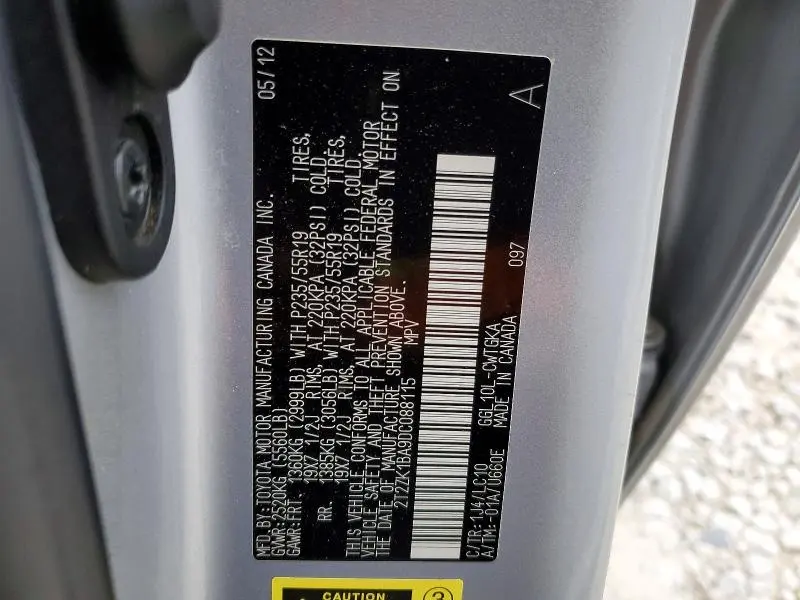 MFD.BY:TOYOTA MOTOR MANUFACTURING CANADA INC. 05/12
GVWR:2520KG (5560LB)
GAWR:FRT. 1360KG (2999LB) WITH P235/55R19 TIRES,
19X7 1/2J RIMS, AT 220KPA (32PSI) COLD.
RR. 1385KG (3056LB) WITH P235/55R19 TIRES,
19X7 1/2J RIMS, AT 220KPA (32PSI) COLD.
THIS VEHICLE CONFORMS TO ALL APPLICABLE FEDERAL MOTOR
VEHICLE SAFETY AND THEFT PREVENTION STANDARDS IN EFFECT ON
THE DATE OF MANUFACTURE SHOWN ABOVE.
2T2ZK1BA9DC088115 MPV
C/TR:1J4/LC10 GGL10L-CWTGKA 097
A/TM:-01A/U660E MADE IN CANADA A
CAUTION 3